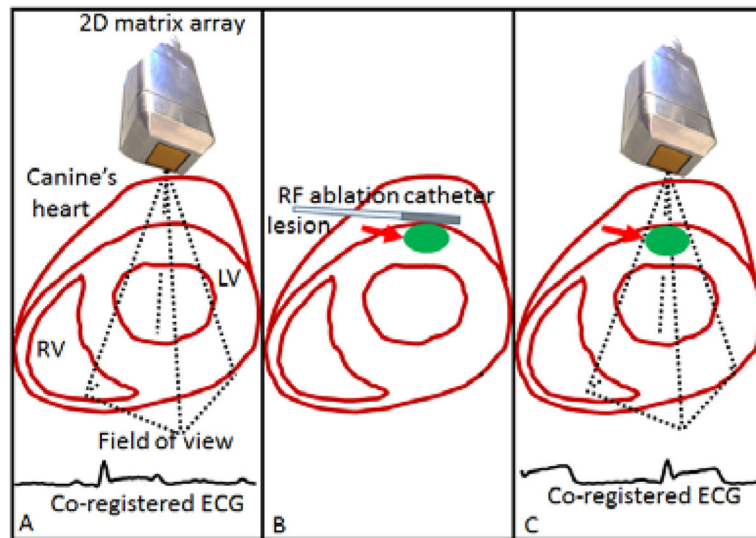 2D matrix array
Canine's
heart
LV
RV
Field of view
Co-registered ECG
A
RF ablation catheter
lesion
B
Co-registered ECG
C